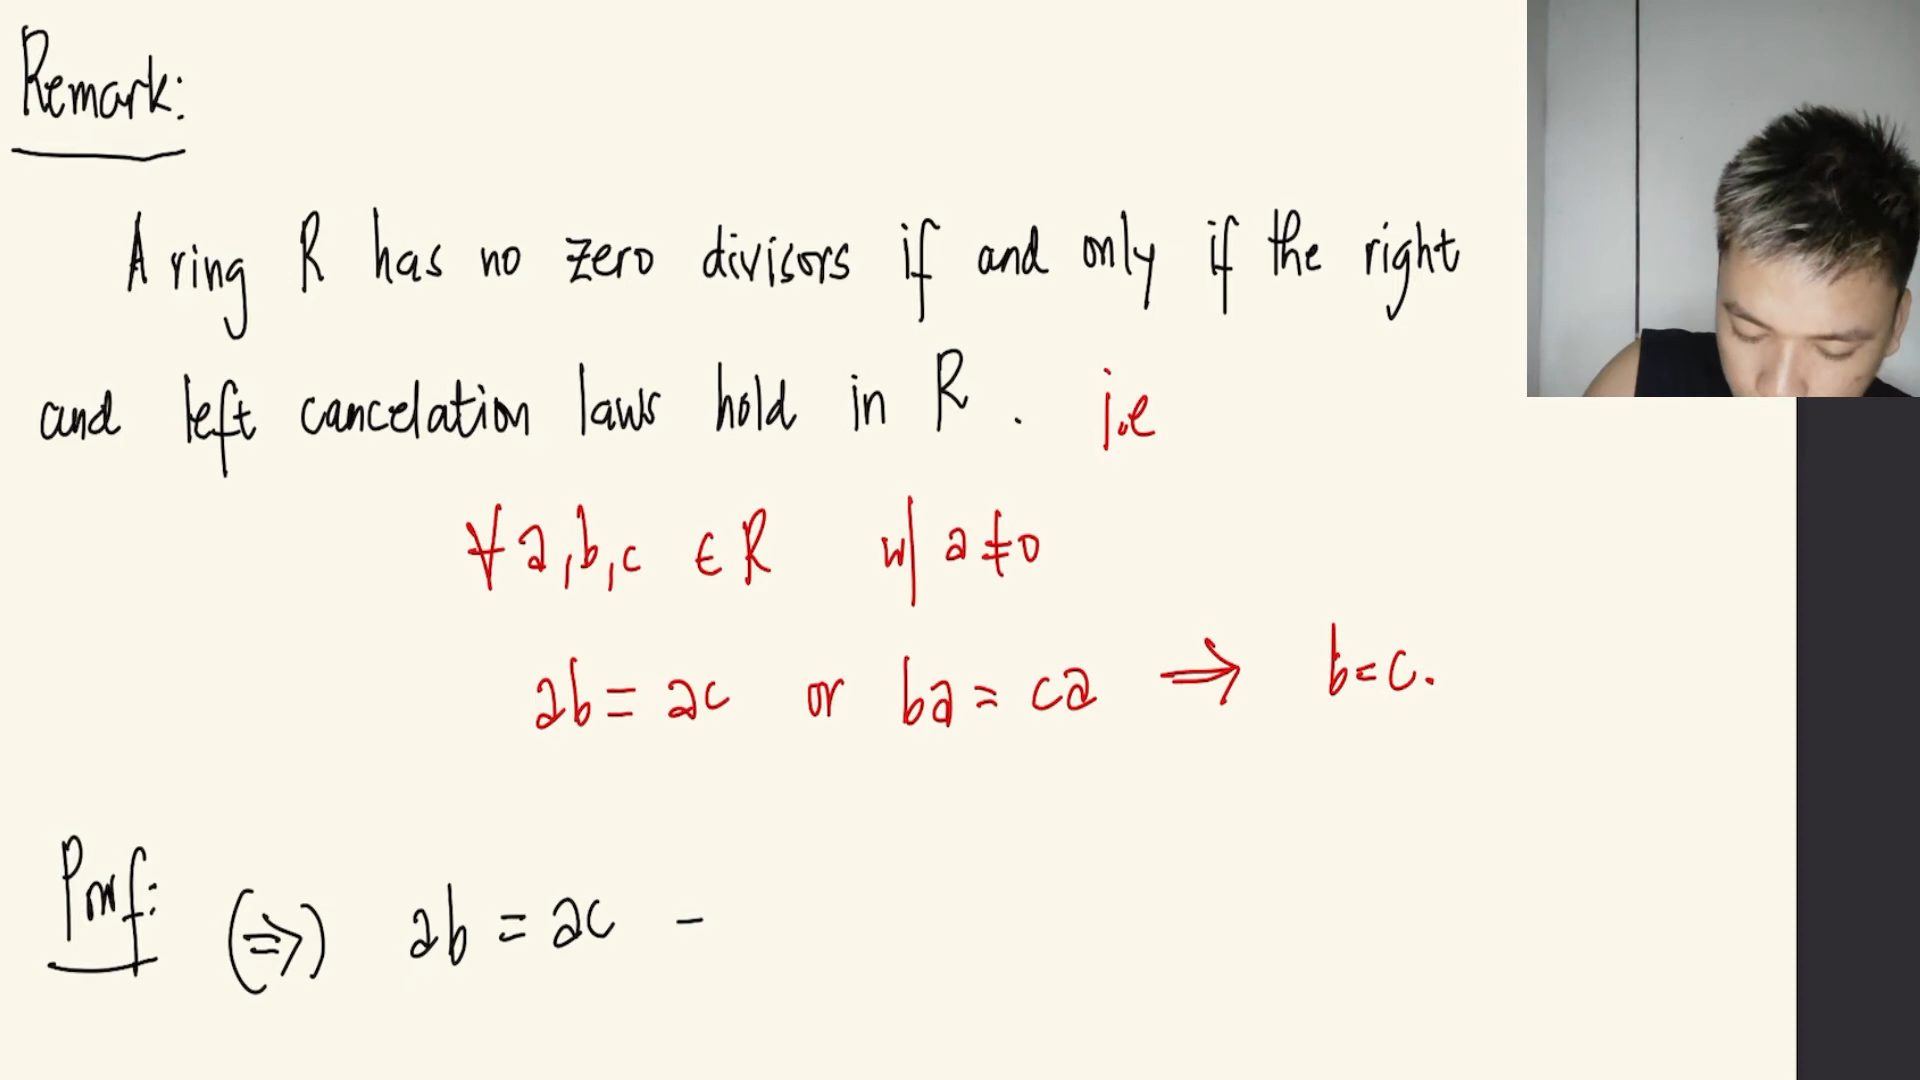 Remark:
A ring R has no zero divisors if and only if the right
and left cancelation laws hold in R. i.e
∀ a, b, c ∈ R w/ a ≠ 0
ab = ac or ba = ca ⇒ b = c.
Proof: (⇒) ab = ac -